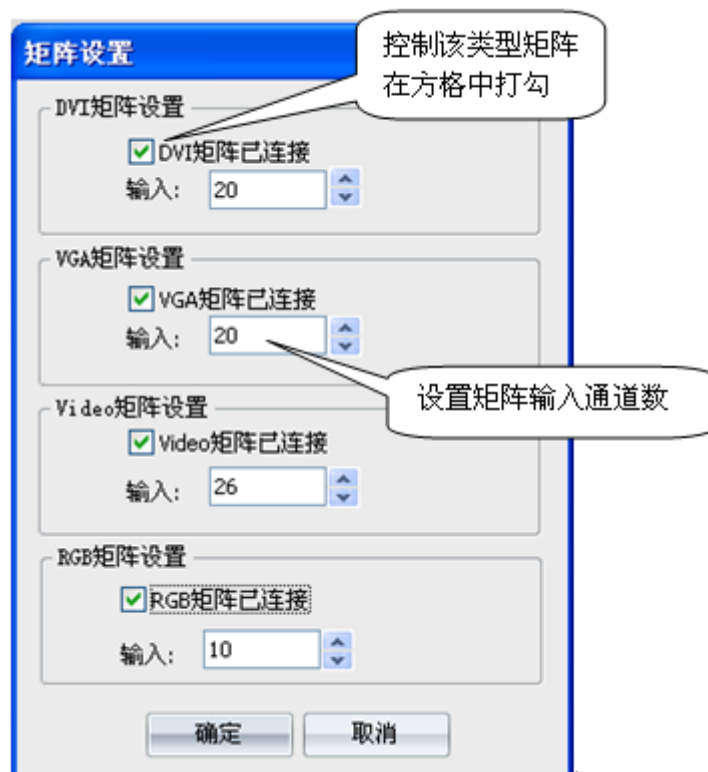 矩阵设置
控制该类型矩阵
在方格中打勾
DVI矩阵设置
DVI矩阵已连接
输入: 20
VGA矩阵设置
VGA矩阵已连接
输入: 20
设置矩阵输入通道数
Video矩阵设置
Video矩阵已连接
输入: 26
RGB矩阵设置
RGB矩阵已连接
输入: 10
确定 取消